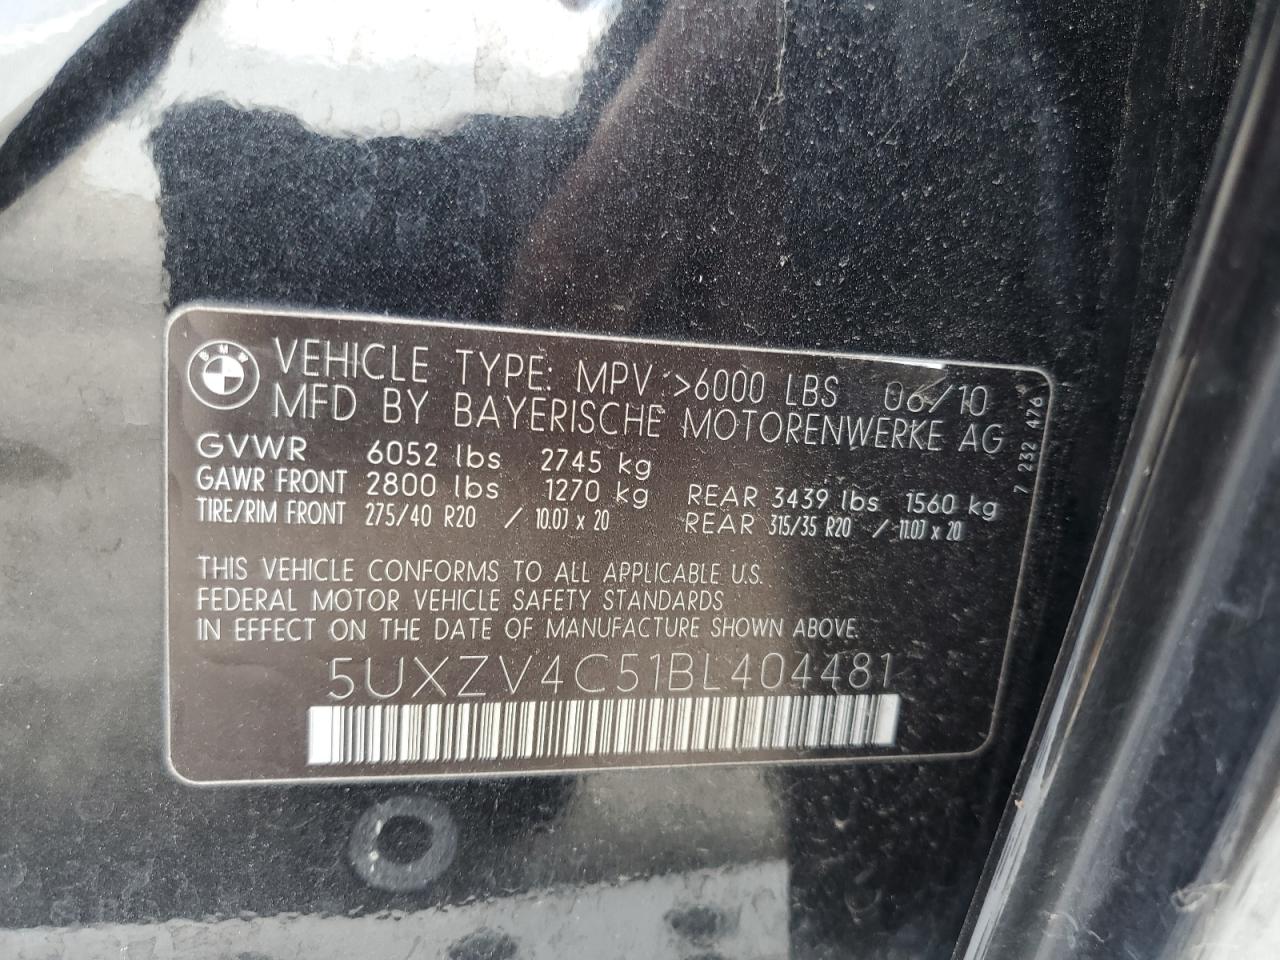 BMW
VEHICLE TYPE: MPV >6000 LBS 06/10
MFD BY BAYERISCHE MOTORENWERKE AG
GVWR 6052 lbs 2745 kg
GAWR FRONT 2800 lbs 1270 kg REAR 3439 lbs 1560 kg
TIRE/RIM FRONT 275/40 R20 / 10.0J x 20 REAR 315/35 R20 / 11.0J x 20
7 232 476
THIS VEHICLE CONFORMS TO ALL APPLICABLE U.S.
FEDERAL MOTOR VEHICLE SAFETY STANDARDS
IN EFFECT ON THE DATE OF MANUFACTURE SHOWN ABOVE.
5UXZV4C51BL404481